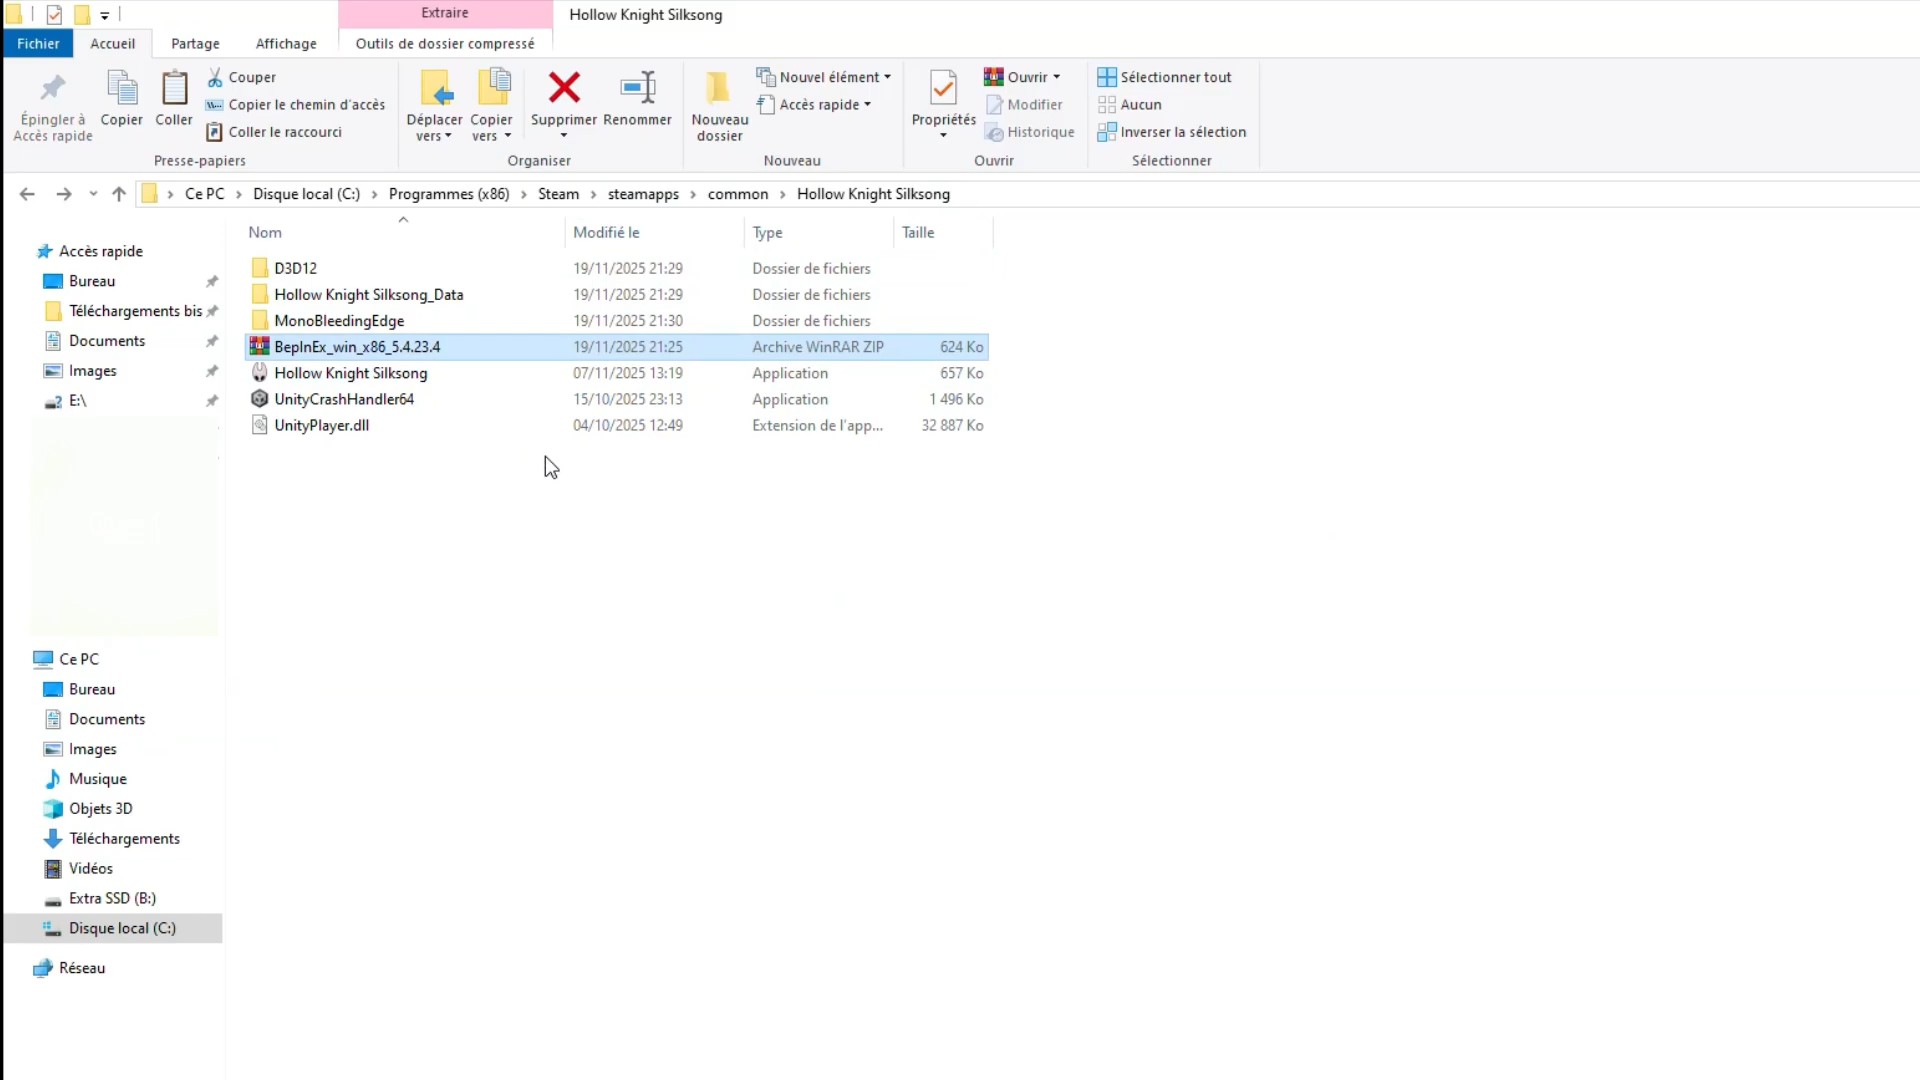 Extraire
Hollow Knight Silksong
Fichier
Accueil
Partage
Affichage
Outils de dossier compressé
Épingler à
Accès rapide
Copier
Coller
Couper
Copier le chemin d'accès
Coller le raccourci
Presse-papiers
Déplacer
vers
Copier
vers
Supprimer
Renommer
Organiser
Nouveau
dossier
Nouvel élément
Accès rapide
Nouveau
Propriétés
Ouvrir
Modifier
Historique
Ouvrir
Sélectionner tout
Aucun
Inverser la sélection
Sélectionner
Ce PC > Disque local (C:) > Programmes (x86) > Steam > steamapps > common > Hollow Knight Silksong
Nom Modifié le Type Taille
D3D12 19/11/2025 21:29 Dossier de fichiers
Hollow Knight Silksong_Data 19/11/2025 21:29 Dossier de fichiers
MonoBleedingEdge 19/11/2025 21:30 Dossier de fichiers
BepInEx_win_x86_5.4.23.4 19/11/2025 21:25 Archive WinRAR ZIP 624 Ko
Hollow Knight Silksong 07/11/2025 13:19 Application 657 Ko
UnityCrashHandler64 15/10/2025 23:13 Application 1 496 Ko
UnityPlayer.dll 04/10/2025 12:49 Extension de l'app... 32 887 Ko
Accès rapide
Bureau
Téléchargements bis
Documents
Images
E:\
Ce PC
Bureau
Documents
Images
Musique
Objets 3D
Téléchargements
Vidéos
Extra SSD (B:)
Disque local (C:)
Réseau